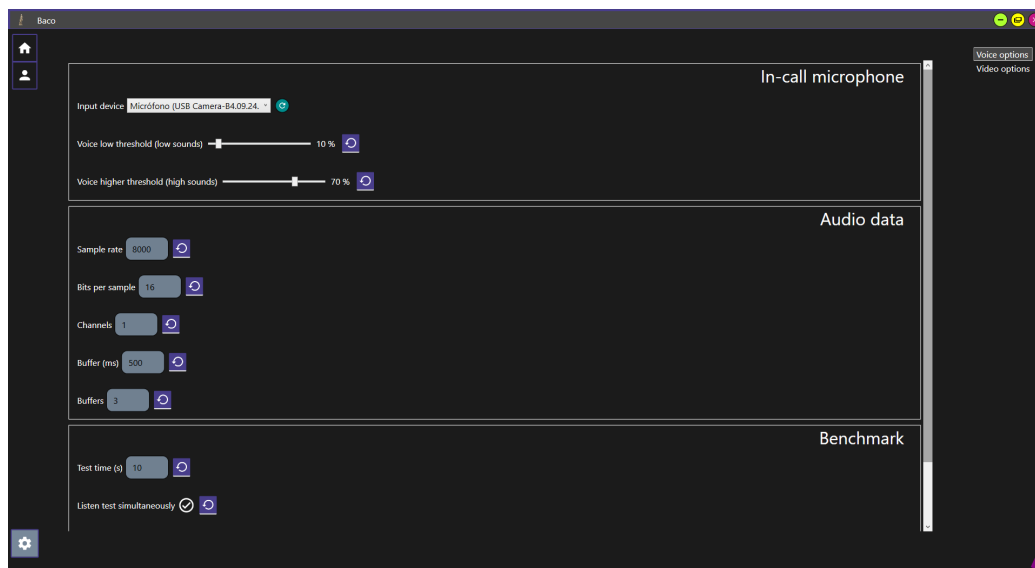 Baco
Voice options
Video options
In-call microphone
Input device Micrófono (USB Camera-B4.09.24.
Voice low threshold (low sounds) 10 %
Voice higher threshold (high sounds) 70 %
Audio data
Sample rate 8000
Bits per sample 16
Channels 1
Buffer (ms) 500
Buffers 3
Benchmark
Test time (s) 10
Listen test simultaneously